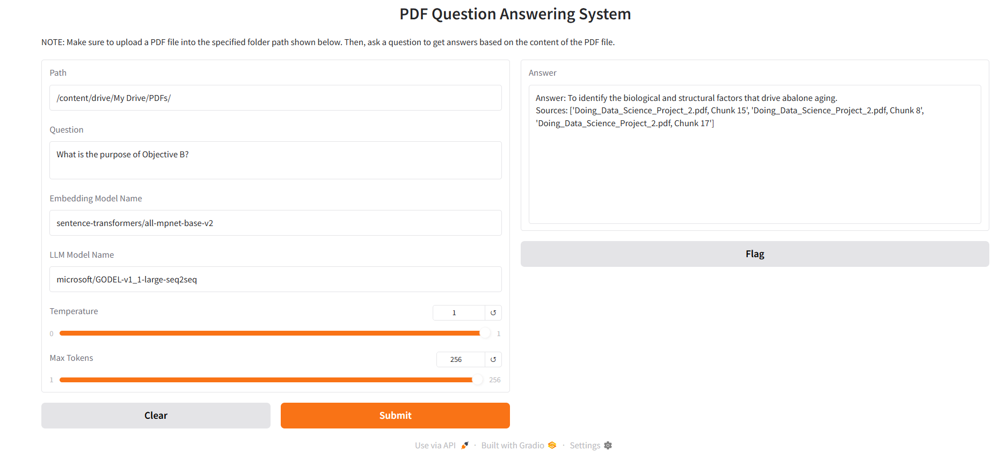 PDF Question Answering System
NOTE: Make sure to upload a PDF file into the specified folder path shown below. Then, ask a question to get answers based on the content of the PDF file.
Path
/content/drive/My Drive/PDFs/
Question
What is the purpose of Objective B?
Embedding Model Name
sentence-transformers/all-mpnet-base-v2
LLM Model Name
microsoft/GODEL-v1_1-large-seq2seq
Temperature
1
↺
0
1
Max Tokens
256
↺
1
256
Clear
Submit
Answer
Answer: To identify the biological and structural factors that drive abalone aging.
Sources: ['Doing_Data_Science_Project_2.pdf, Chunk 15', 'Doing_Data_Science_Project_2.pdf, Chunk 8',
'Doing_Data_Science_Project_2.pdf, Chunk 17']
Flag
Use via API · Built with Gradio · Settings